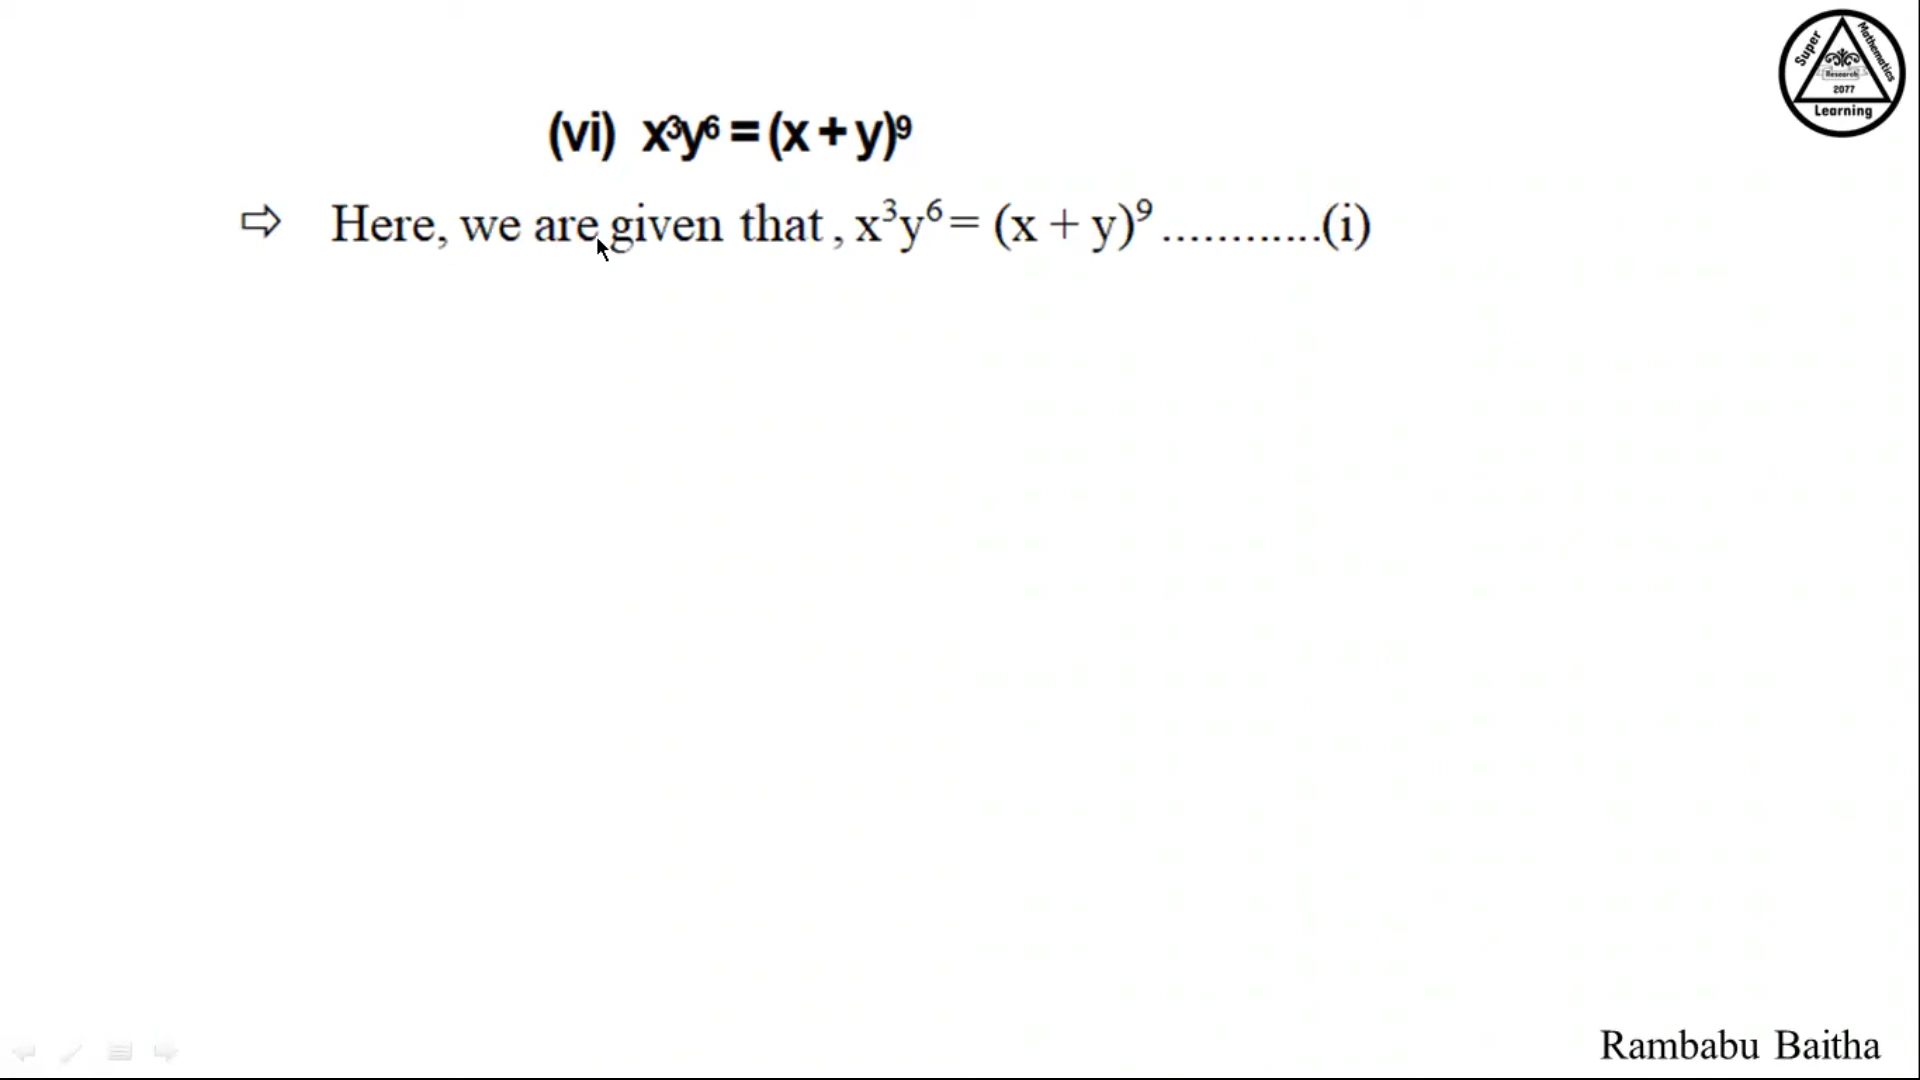 Super Mathematics
Research
2077
Learning
(vi) x³y⁶ = (x + y)⁹
⇨ Here, we are given that , x³y⁶ = (x + y)⁹ ............(i)
Rambabu Baitha